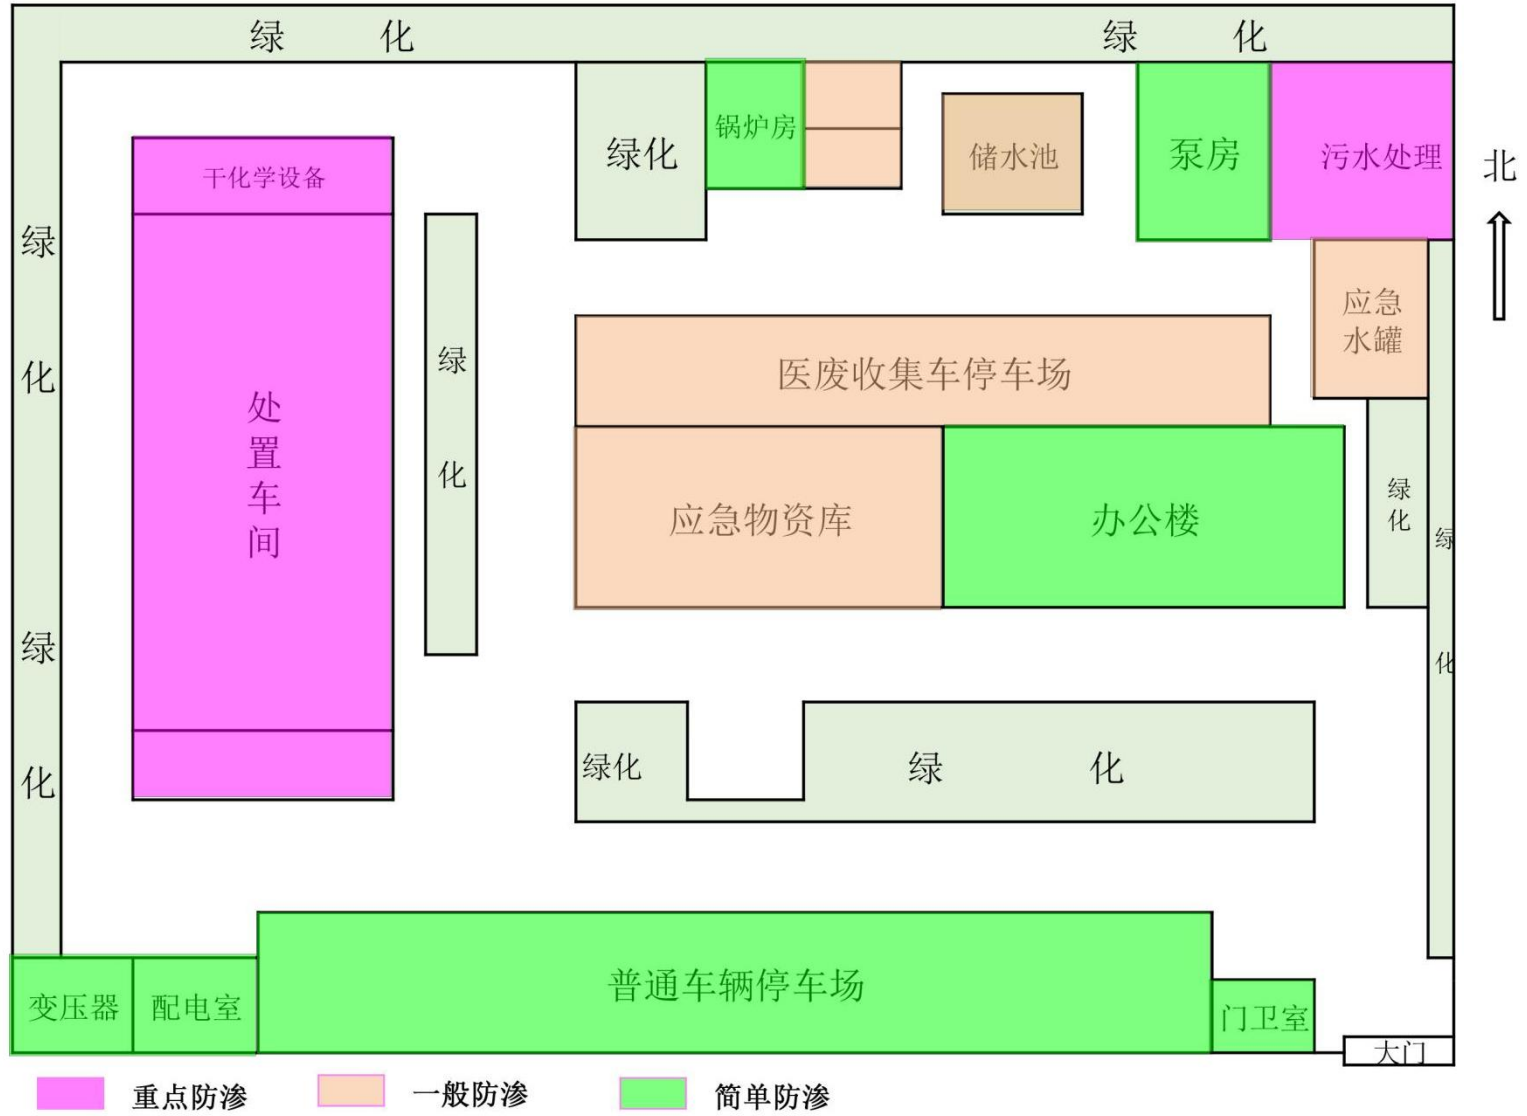 绿 化
绿 化
锅炉房
绿化
储水池
泵房
污水处理
北
干化学设备
绿
化
应急
水罐
绿
化
医废收集车停车场
处
置
车
间
应急物资库
办公楼
绿
化
绿
化
绿
化
绿化
绿 化
普通车辆停车场
变压器
配电室
门卫室
大门
重点防渗
一般防渗
简单防渗